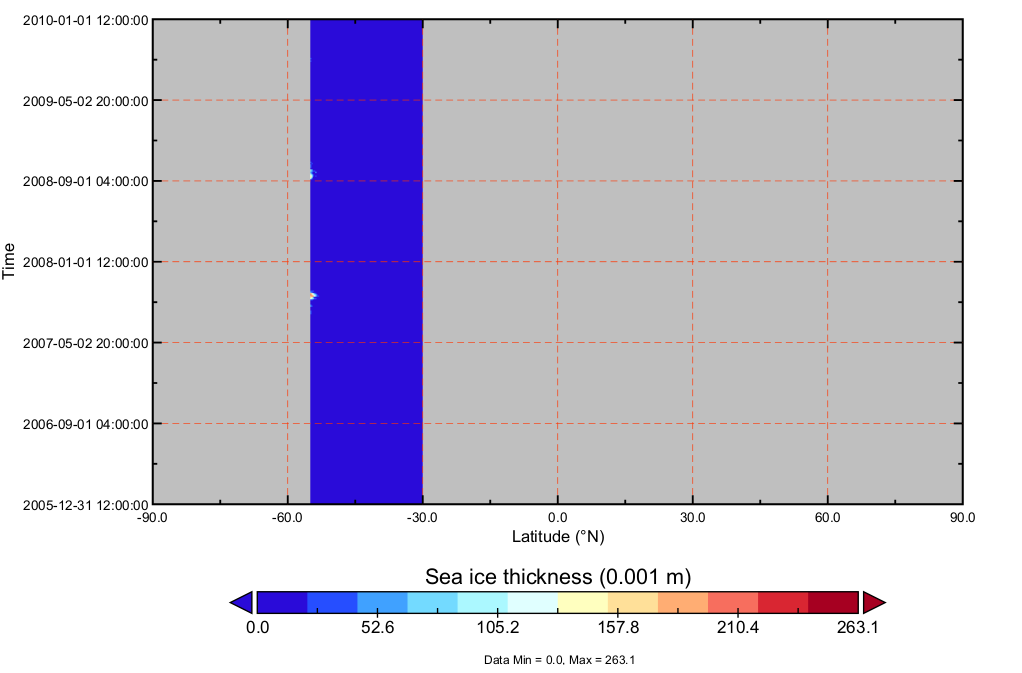 2010-01-01 12:00:00
2009-05-02 20:00:00
2008-09-01 04:00:00
Time
2008-01-01 12:00:00
2007-05-02 20:00:00
2006-09-01 04:00:00
2005-12-31 12:00:00
-90.0 -60.0 -30.0 0.0 30.0 60.0 90.0
Latitude (°N)
Sea ice thickness (0.001 m)
0.0 52.6 105.2 157.8 210.4 263.1
Data Min = 0.0, Max = 263.1